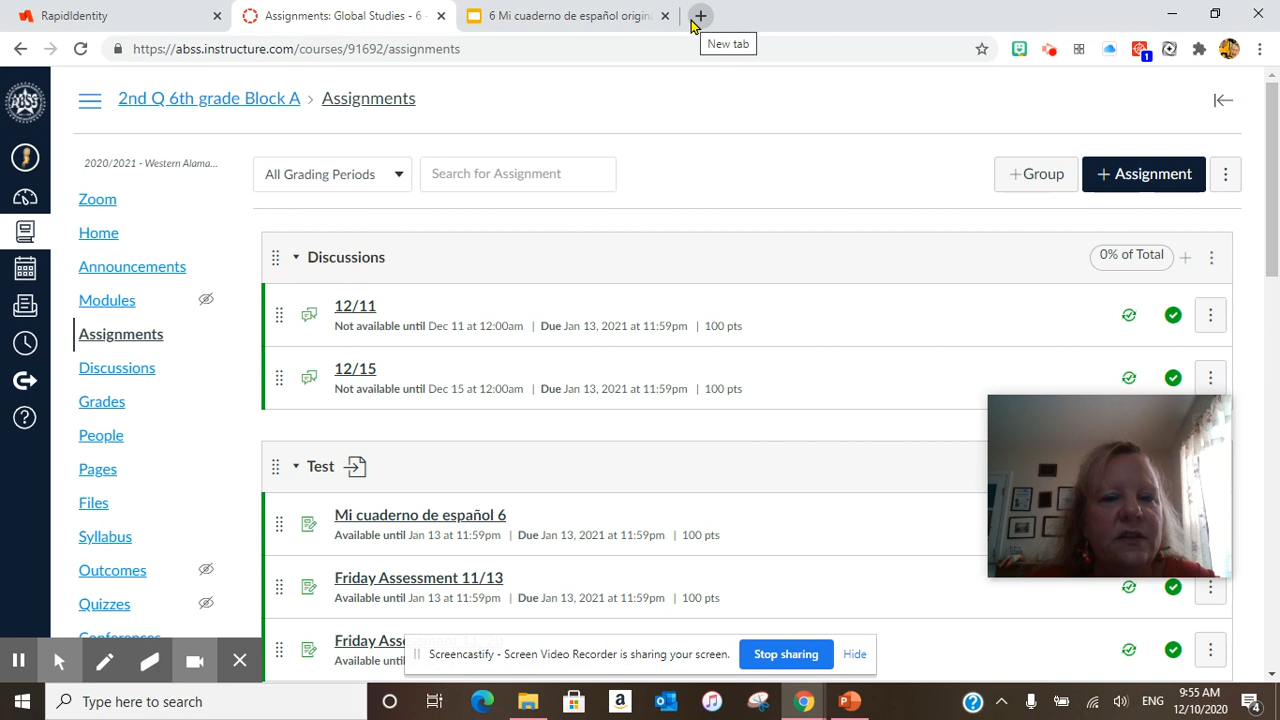 RapidIdentity
Assignments: Global Studies - 6
6 Mi cuaderno de español origin
New tab
https://abss.instructure.com/courses/91692/assignments
1
ABSS
2nd Q 6th grade Block A › Assignments
2020/2021 - Western Alama...
Zoom
Home
Announcements
Modules
Assignments
Discussions
Grades
People
Pages
Files
Syllabus
Outcomes
Quizzes
Conferences
All Grading Periods
Search for Assignment
+Group
+ Assignment
Discussions
0% of Total
12/11
Not available until Dec 11 at 12:00am | Due Jan 13, 2021 at 11:59pm | 100 pts
12/15
Not available until Dec 15 at 12:00am | Due Jan 13, 2021 at 11:59pm | 100 pts
Test
Mi cuaderno de español 6
Available until Jan 13 at 11:59pm | Due Jan 13, 2021 at 11:59pm | 100 pts
Friday Assessment 11/13
Available until Jan 13 at 11:59pm | Due Jan 13, 2021 at 11:59pm | 100 pts
Friday
Screencastify - Screen Video Recorder is sharing your screen.
Stop sharing
Hide
Type here to search
ENG
9:55 AM
12/10/2020
4